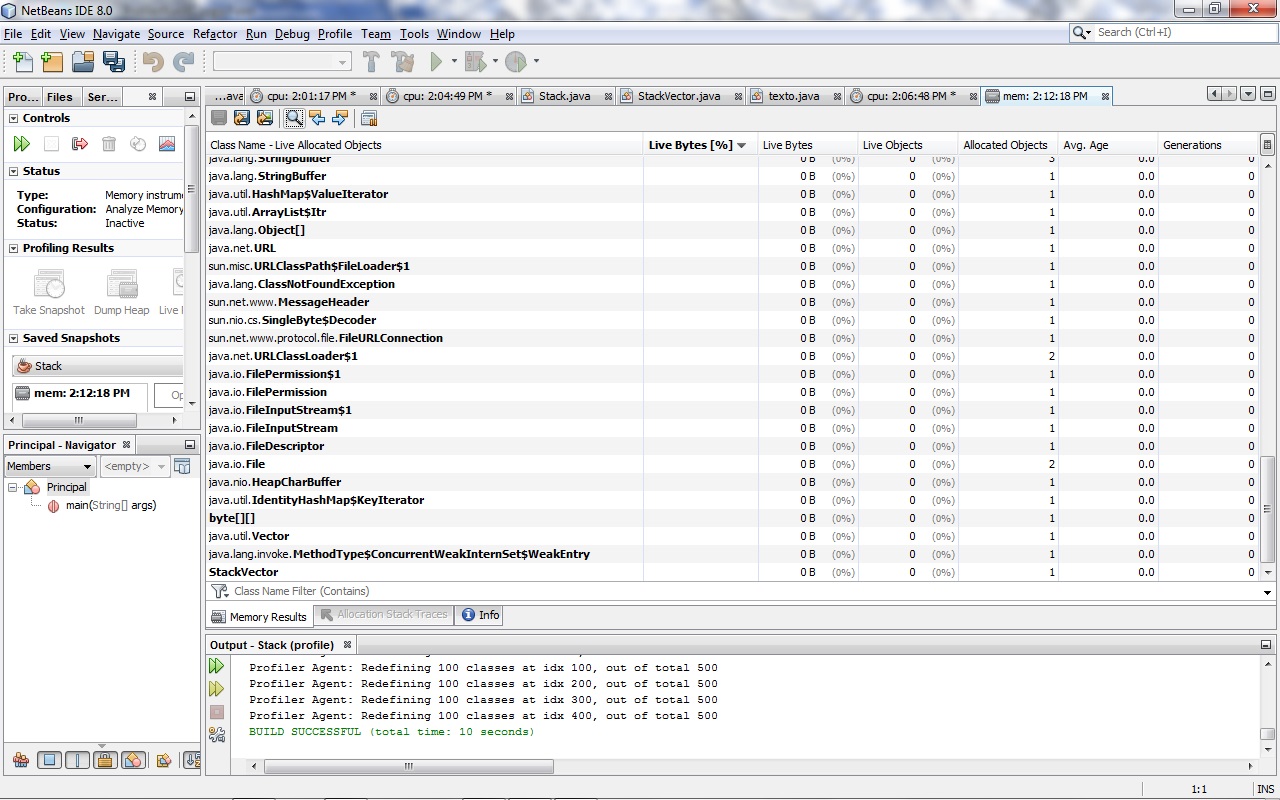 NetBeans IDE 8.0
File Edit View Navigate Source Refactor Run Debug Profile Team Tools Window Help
Search (Ctrl+I)
Pro... Files Ser...
...ava cpu: 2:01:17 PM * cpu: 2:04:49 PM * Stack.java StackVector.java texto.java cpu: 2:06:48 PM * mem: 2:12:18 PM
Controls
Status
Type: Memory instrum
Configuration: Analyze Memory
Status: Inactive
Profiling Results
Take Snapshot Dump Heap Live
Saved Snapshots
Stack
mem: 2:12:18 PM Op
Principal - Navigator
Members <empty>
Principal
main(String[] args)
Class Name - Live Allocated Objects Live Bytes [%] Live Bytes Live Objects Allocated Objects Avg. Age Generations
java.lang.StringBuilder 0 B (0%) 0 (0%) 3 0.0 0
java.lang.StringBuffer 0 B (0%) 0 (0%) 1 0.0 0
java.util.HashMap$ValueIterator 0 B (0%) 0 (0%) 1 0.0 0
java.util.ArrayList$Itr 0 B (0%) 0 (0%) 1 0.0 0
java.lang.Object[] 0 B (0%) 0 (0%) 1 0.0 0
java.net.URL 0 B (0%) 0 (0%) 1 0.0 0
sun.misc.URLClassPath$FileLoader$1 0 B (0%) 0 (0%) 1 0.0 0
java.lang.ClassNotFoundException 0 B (0%) 0 (0%) 1 0.0 0
sun.net.www.MessageHeader 0 B (0%) 0 (0%) 1 0.0 0
sun.nio.cs.SingleByte$Decoder 0 B (0%) 0 (0%) 1 0.0 0
sun.net.www.protocol.file.FileURLConnection 0 B (0%) 0 (0%) 1 0.0 0
java.net.URLClassLoader$1 0 B (0%) 0 (0%) 2 0.0 0
java.io.FilePermission$1 0 B (0%) 0 (0%) 1 0.0 0
java.io.FilePermission 0 B (0%) 0 (0%) 1 0.0 0
java.io.FileInputStream$1 0 B (0%) 0 (0%) 1 0.0 0
java.io.FileInputStream 0 B (0%) 0 (0%) 1 0.0 0
java.io.FileDescriptor 0 B (0%) 0 (0%) 1 0.0 0
java.io.File 0 B (0%) 0 (0%) 2 0.0 0
java.nio.HeapCharBuffer 0 B (0%) 0 (0%) 1 0.0 0
java.util.IdentityHashMap$KeyIterator 0 B (0%) 0 (0%) 1 0.0 0
byte[][] 0 B (0%) 0 (0%) 1 0.0 0
java.util.Vector 0 B (0%) 0 (0%) 1 0.0 0
java.lang.invoke.MethodType$ConcurrentWeakInternSet$WeakEntry 0 B (0%) 0 (0%) 1 0.0 0
StackVector 0 B (0%) 0 (0%) 1 0.0 0
Class Name Filter (Contains)
Memory Results Allocation Stack Traces Info
Output - Stack (profile)
Profiler Agent: Redefining 100 classes at idx 100, out of total 500
Profiler Agent: Redefining 100 classes at idx 200, out of total 500
Profiler Agent: Redefining 100 classes at idx 300, out of total 500
Profiler Agent: Redefining 100 classes at idx 400, out of total 500
BUILD SUCCESSFUL (total time: 10 seconds)
1:1 INS